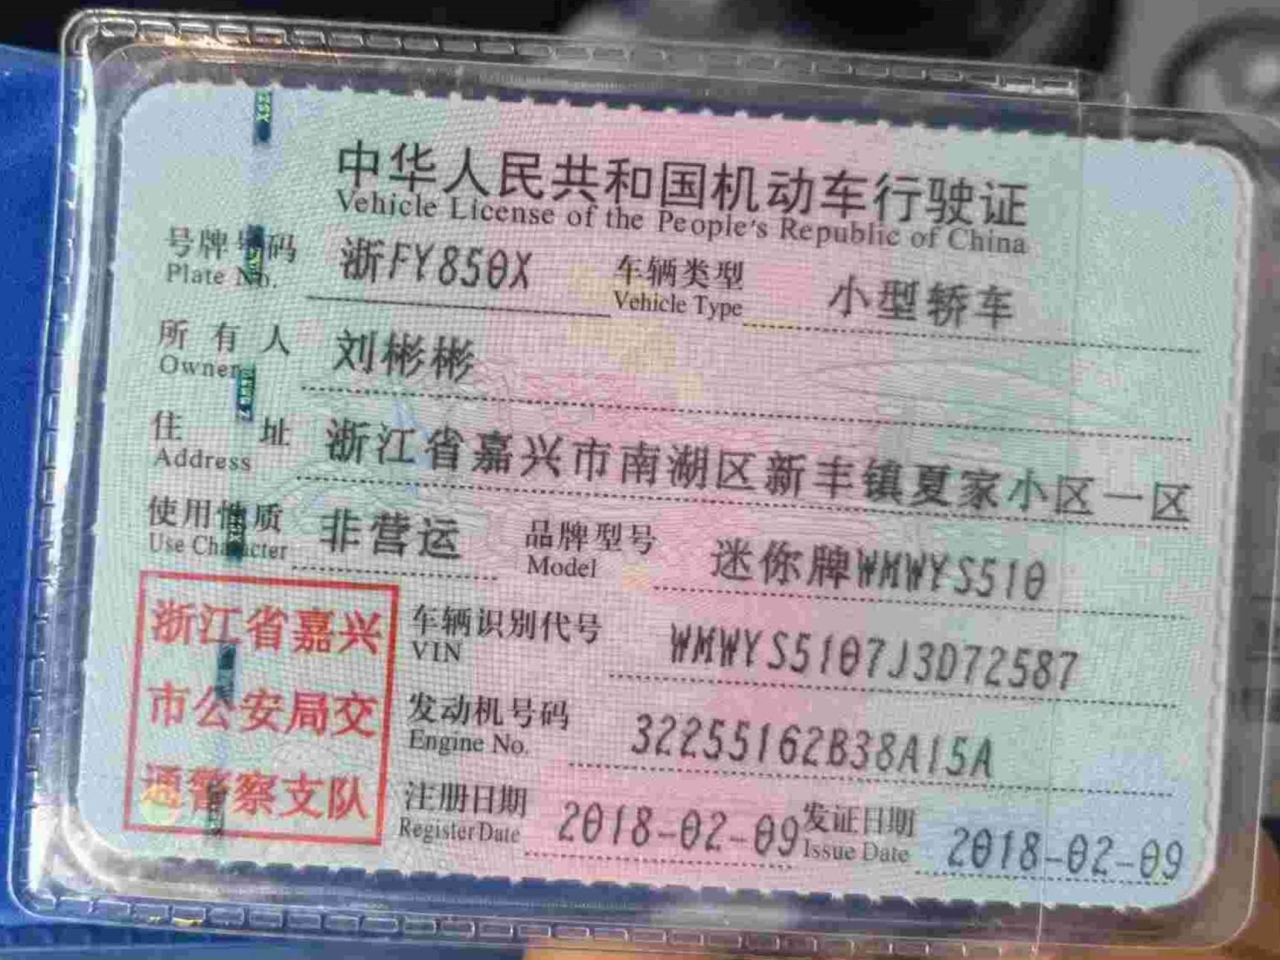 中华人民共和国机动车行驶证
Vehicle License of the People's Republic of China
号牌号码 浙FY850X 车辆类型 小型轿车
Plate No. Vehicle Type
所有人 刘彬彬
Owner
住址 浙江省嘉兴市南湖区新丰镇夏家小区一区
Address
使用性质 非营运 品牌型号 迷你牌WMWYS510
Use Character Model
浙江省嘉兴
市公安局交
通警察支队
车辆识别代号 WMWYS5107J3D72587
VIN
发动机号码 32255162B38A15A
Engine No.
注册日期 2018-02-09 发证日期 2018-02-09
Register Date Issue Date